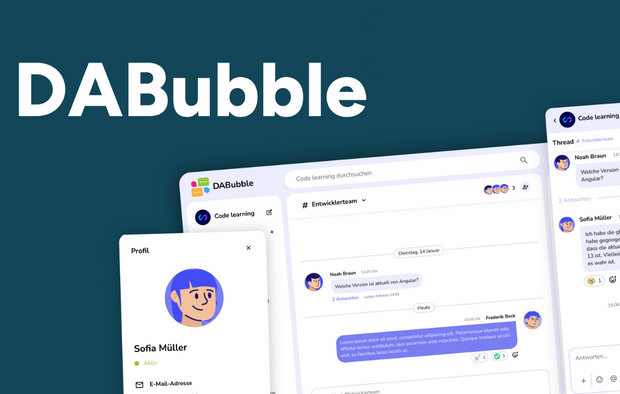 DABubble
DABubble
Code learning durchsuchen
Code learning
# Entwicklerteam
3
Dienstag, 14 Januar
Noah Braun 14:25 Uhr
Welche Version ist aktuell von Angular?
2 Antworten Letzte Antwort 14:56
Heute
15:06 Uhr Frederik Beck
Lorem ipsum dolor sit amet, consectetur adipiscing elit. Pellentesque blandit odio
efficitur lectus vestibulum, quis accumsan ante vulputate. Quisque tristique iaculis
erat, eu faucibus lacus iaculis ac.
1
1
Profil
Sofia Müller
Aktiv
E-Mail-Adresse
Code learning
Thread # Entwicklerteam
Noah Braun
Welche Version
Angular?
2 Antworten
Sofia Müller
Ich habe die
habe gegoog
dass die aktu
13 ist. Vielle
es wahr ist.
1
15:06
Antworten...